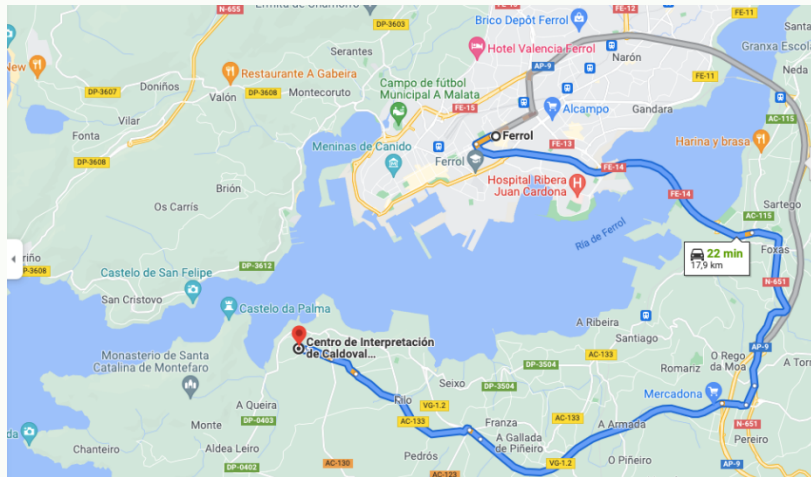 N-655
DP-3603
FE-12
FE-11
Brico Depôt Ferrol
Hotel Valencia Ferrol
Serantes
Narón
Granxa Escola
Neda
New
Restaurante A Gabeira
Doniños
Campo de fútbol
Municipal A Malata
AP-9
FE-11
DP-3607
DP-3608
Valón
Montecoruto
FE-15
Alcampo
Gandara
AC-115
Vilar
Fonta
Ferrol
Harina y brasa
DP-3608
Meninas de Canido
Ferrol
FE-13
FE-14
Hospital Ribera
Juan Cardona
Brión
FE-14
Sartego
Os Carrís
AC-115
Ría de Ferrol
22 min
17,9 km
Foxas
DP-3608
DP-3612
Castelo de San Felipe
N-651
San Cristovo
Castelo da Palma
A Ribeira
Centro de Interpretación
de Caldoval...
Santiago
AP-9
Monasterio de Santa
Catalina de Montefaro
DP-3504
AC-133
O Rego
da Moa
Romariz
Seixo
DP-3504
Mercadona
A Queira
VG-1.2
Monte
DP-0403
AC-133
Franza
AC-133
A Armada
N-651
Chanteiro
Aldea Leiro
A Gallada
de Piñeiro
Pereiro
Pedrós
DP-0402
AC-130
AC-123
VG-1.2
O Piñeiro
AP-9